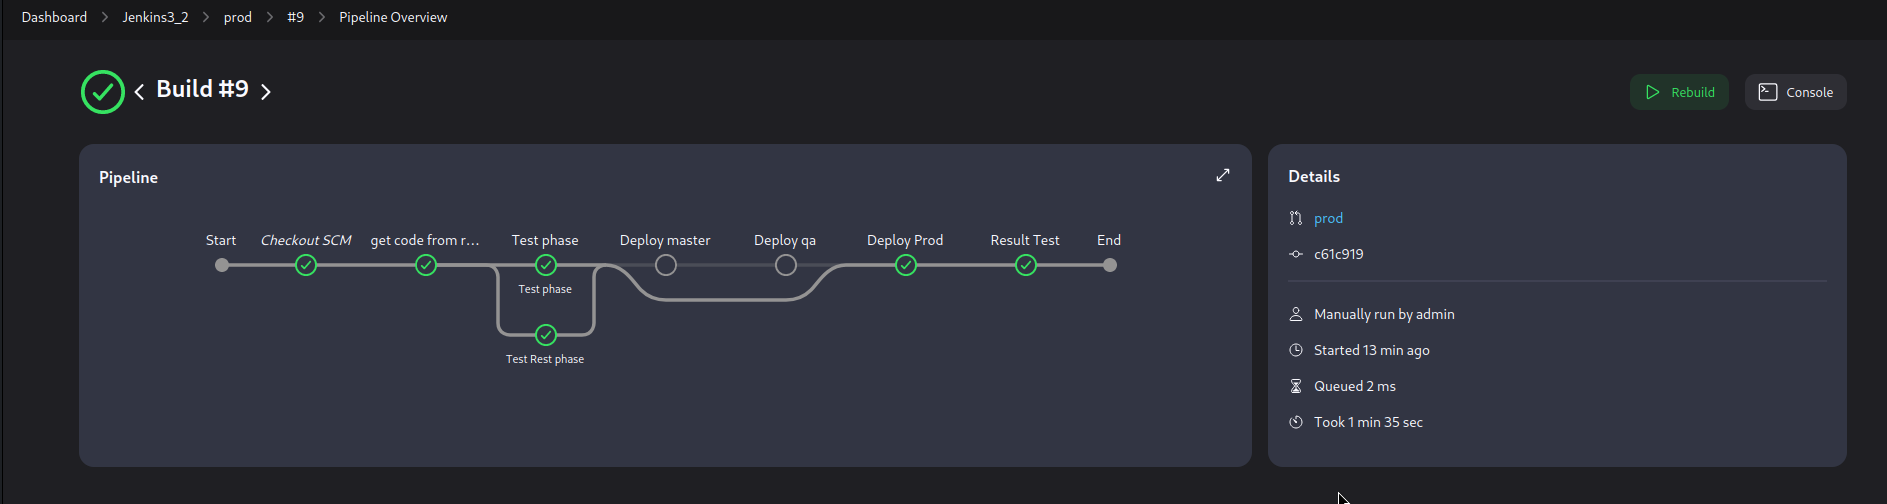 Dashboard > Jenkins3_2 > prod > #9 > Pipeline Overview
Build #9
Rebuild
Console
Pipeline
Start
Checkout SCM
get code from r...
Test phase
Deploy master
Deploy qa
Deploy Prod
Result Test
End
Test phase
Test Rest phase
Details
prod
c61c919
Manually run by admin
Started 13 min ago
Queued 2 ms
Took 1 min 35 sec